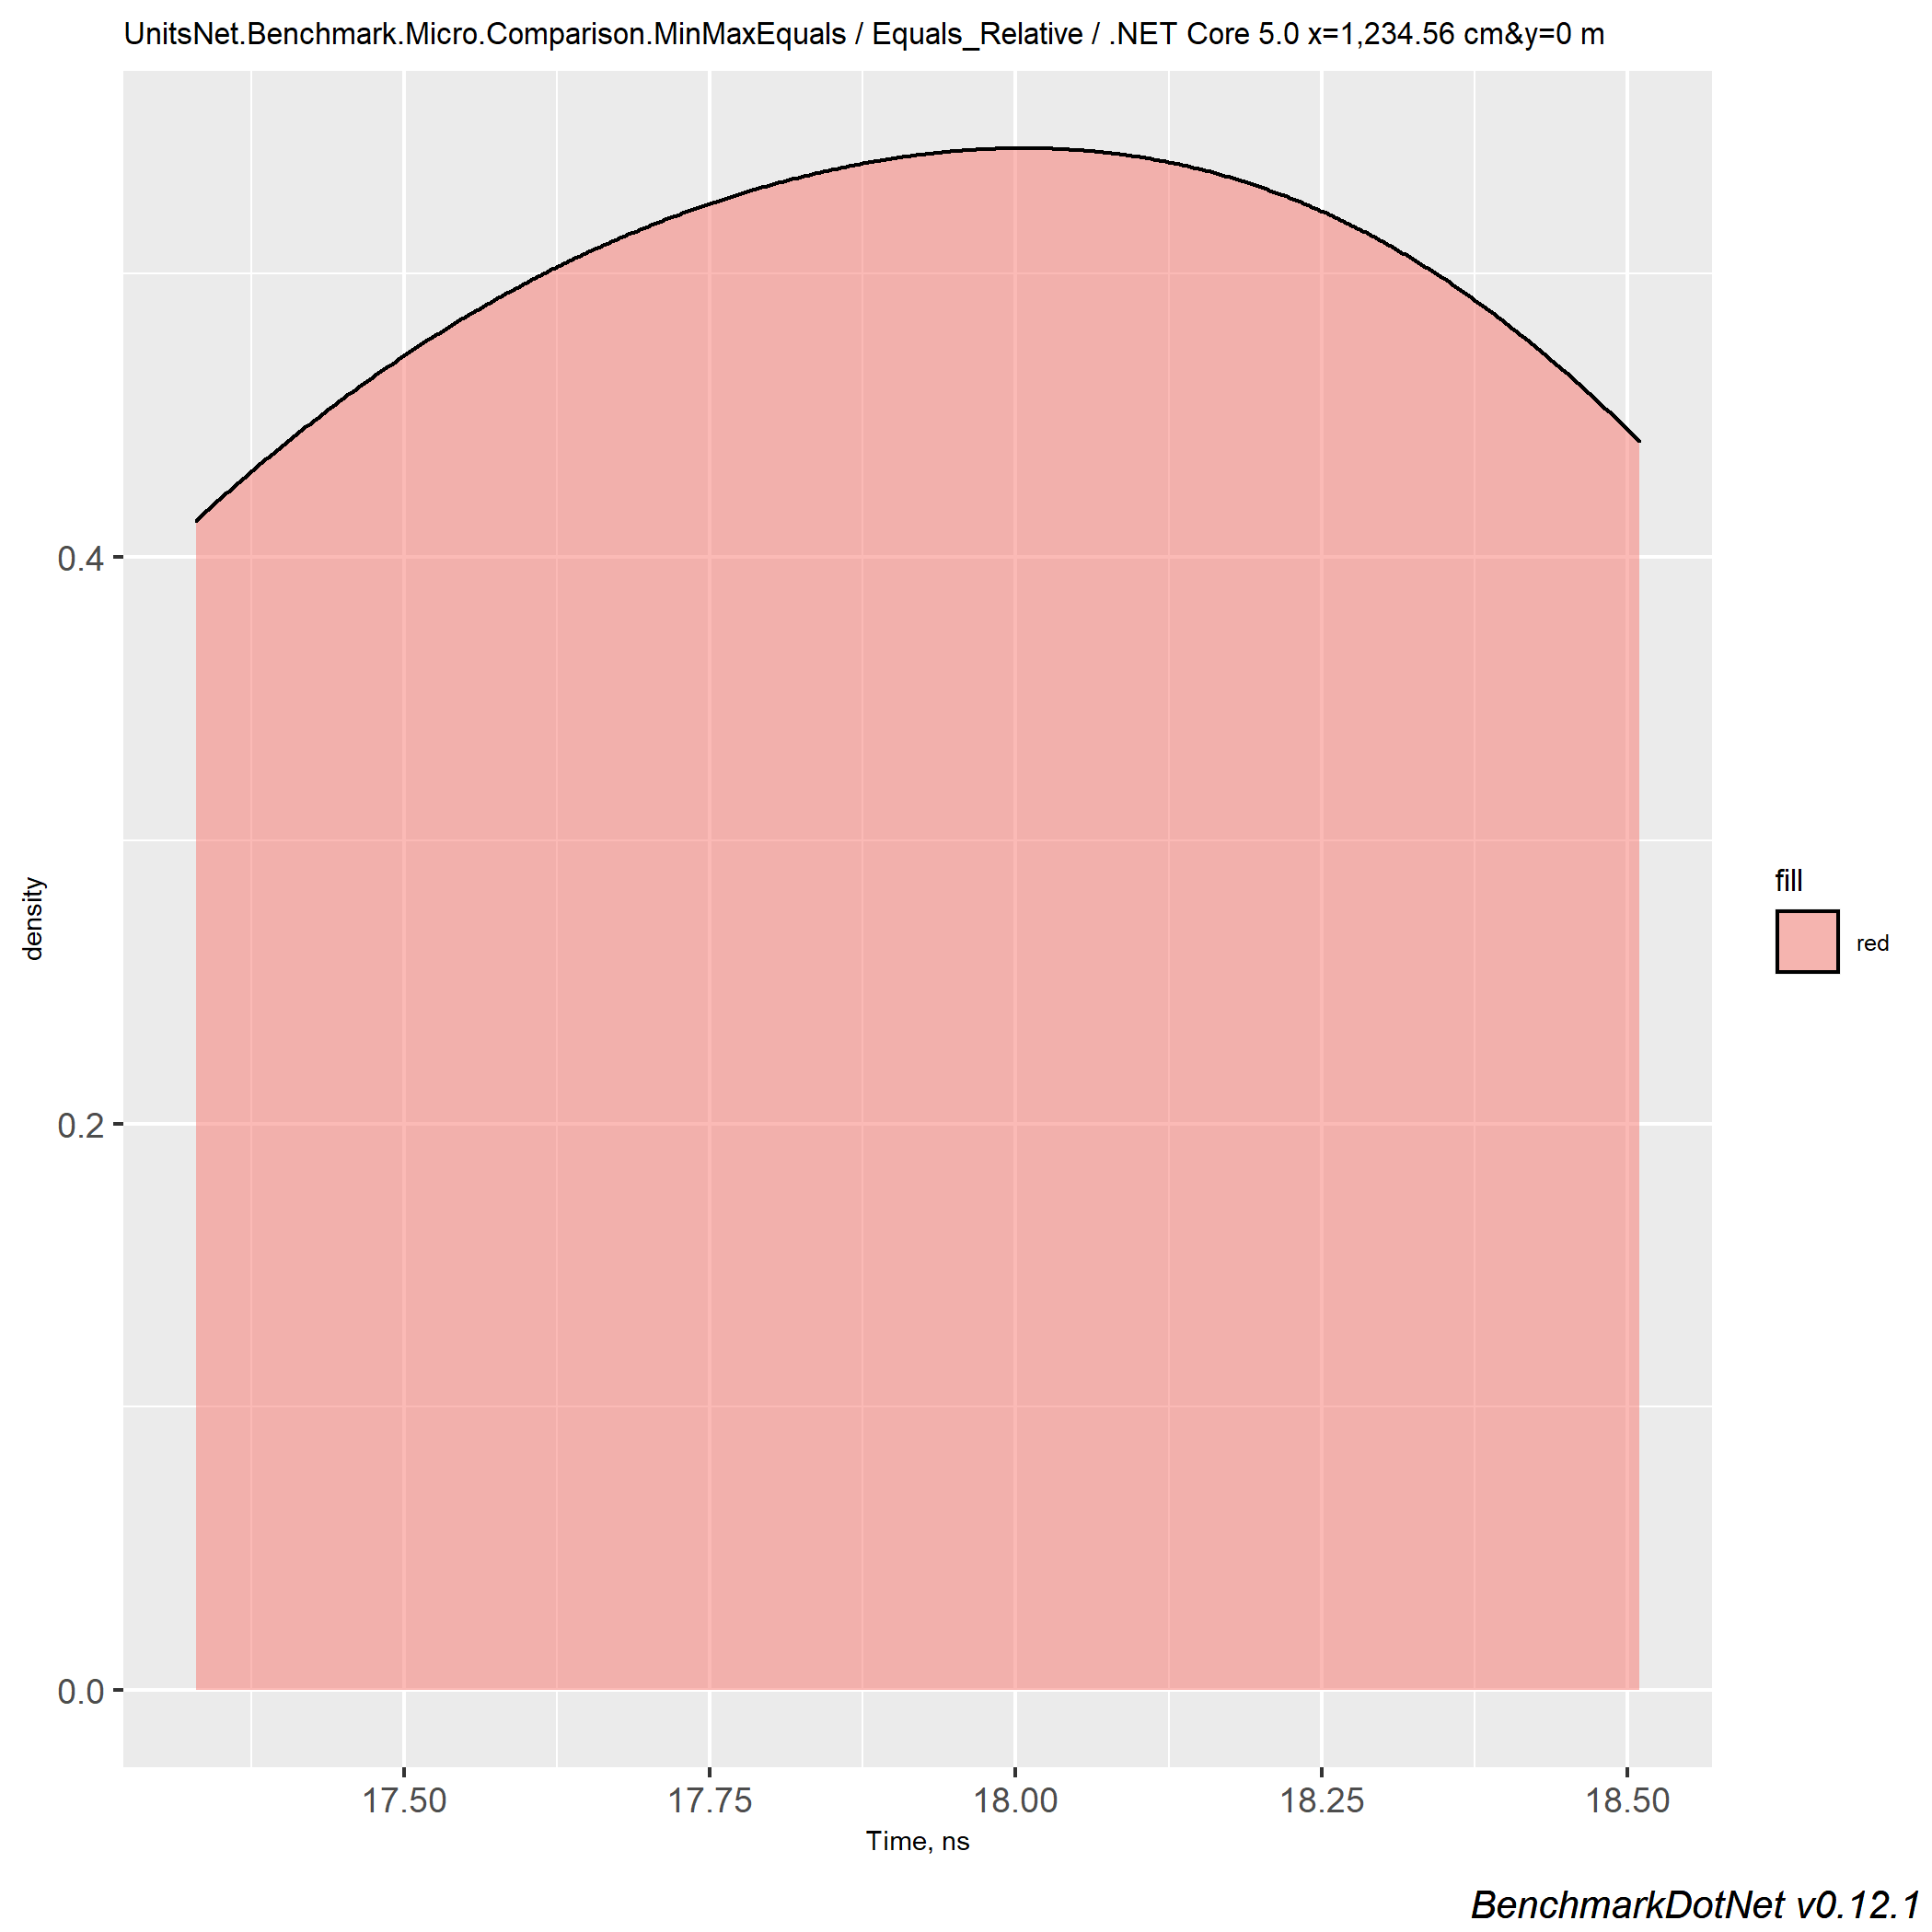 UnitsNet.Benchmark.Micro.Comparison.MinMaxEquals / Equals_Relative / .NET Core 5.0 x=1,234.56 cm&y=0 m
density
0.4
0.2
0.0
17.50 17.75 18.00 18.25 18.50
Time, ns
fill
red
BenchmarkDotNet v0.12.1